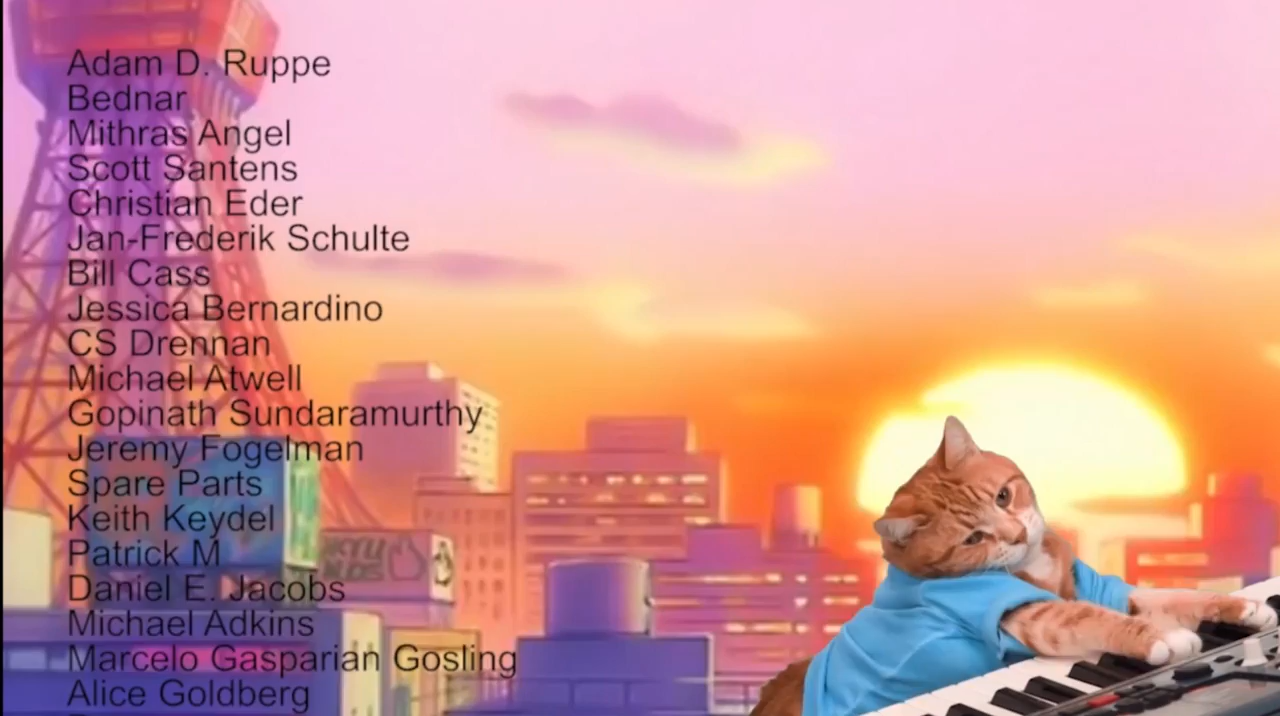 Adam D. Ruppe
Bednar
Mithras Angel
Scott Santens
Christian Eder
Jan-Frederik Schulte
Bill Cass
Jessica Bernardino
CS Drennan
Michael Atwell
Gopinath Sundaramurthy
Jeremy Fogelman
Spare Parts
Keith Keydel
Patrick M
Daniel E. Jacobs
Michael Adkins
Marcelo Gasparian Gosling
Alice Goldberg